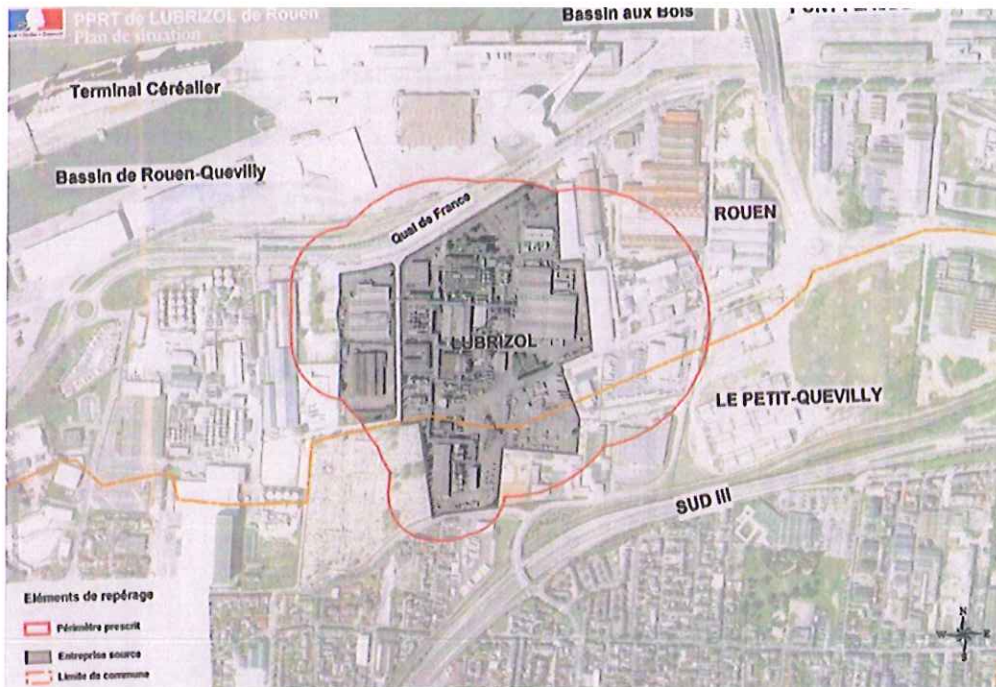 PPRT de LUBRIZOL de Rouen
Plan de situation
Bassin aux Bois
Terminal Céréalier
Bassin de Rouen-Quevilly
Quai de France
ROUEN
LUBRIZOL
LE PETIT-QUEVILLY
SUD III
Eléments de repérage
Périmètre prescrit
Entreprise source
Limite de commune
N
W
E
S